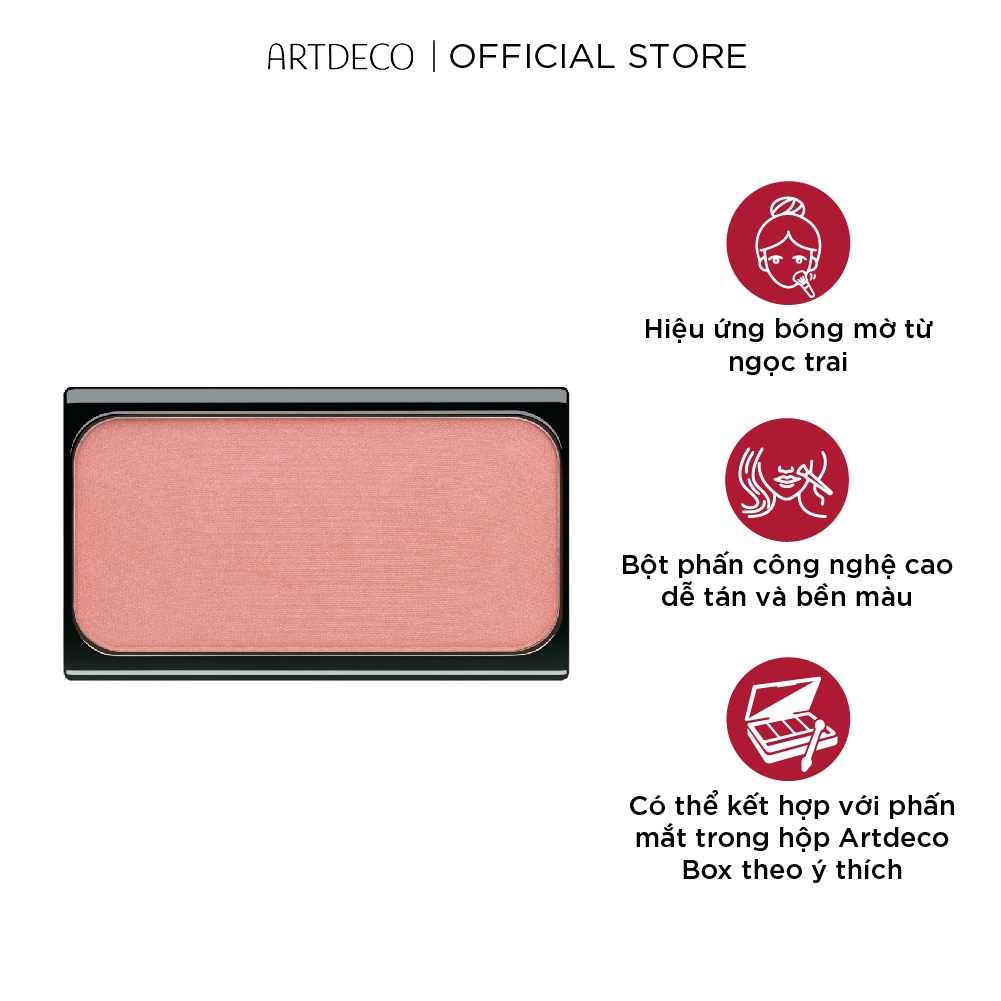 ARTDECO | OFFICIAL STORE
Hiệu ứng bóng mờ từ
ngọc trai
Bột phấn công nghệ cao
dễ tán và bền màu
Có thể kết hợp với phấn
mắt trong hộp Artdeco
Box theo ý thích